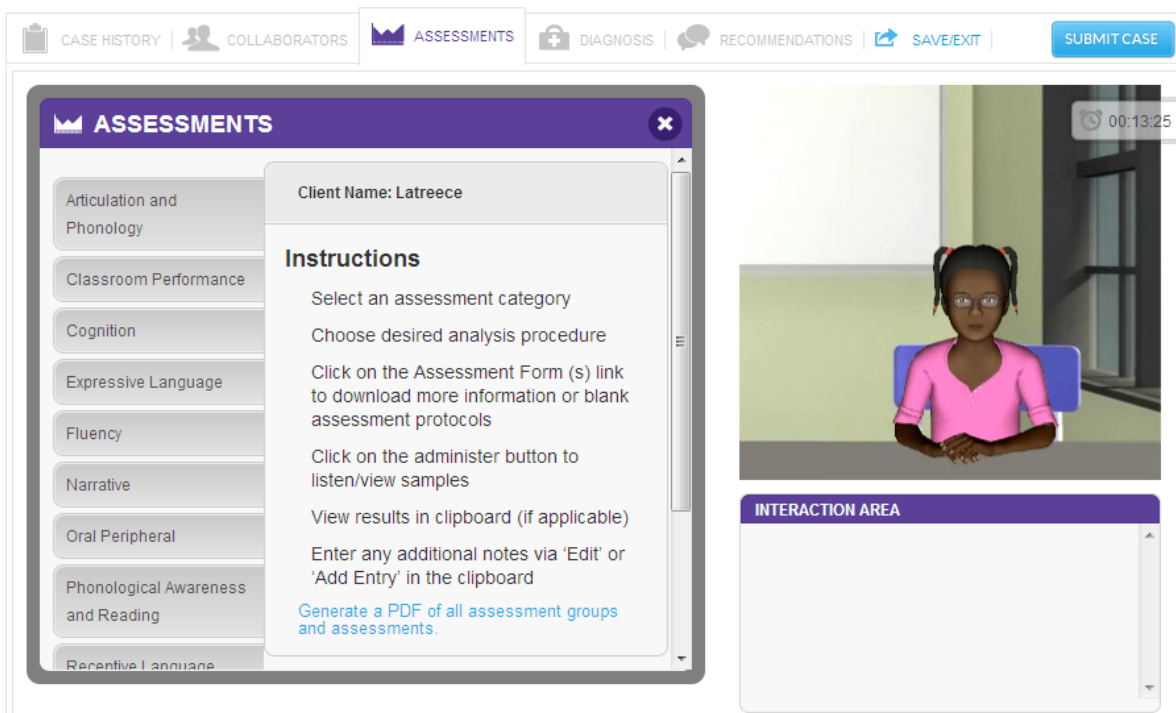 CASE HISTORY
COLLABORATORS
ASSESSMENTS
DIAGNOSIS
RECOMMENDATIONS
SAVE/EXIT
SUBMIT CASE
ASSESSMENTS
Articulation and
Phonology
Classroom Performance
Cognition
Expressive Language
Fluency
Narrative
Oral Peripheral
Phonological Awareness
and Reading
Receptive Language
Client Name: Latreece
Instructions
Select an assessment category
Choose desired analysis procedure
Click on the Assessment Form (s) link
to download more information or blank
assessment protocols
Click on the administer button to
listen/view samples
View results in clipboard (if applicable)
Enter any additional notes via ‘Edit’ or
‘Add Entry’ in the clipboard
Generate a PDF of all assessment groups
and assessments.
00:13:25
INTERACTION AREA